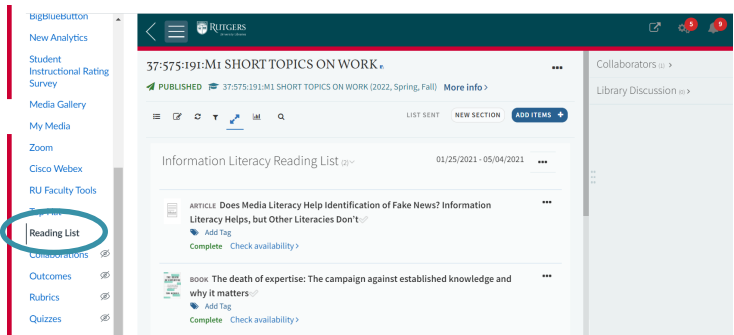 BigBlueButton
New Analytics
Student
Instructional Rating
Survey
Media Gallery
My Media
Zoom
Cisco Webex
RU Faculty Tools
Reading List
Collaborations
Outcomes
Rubrics
Quizzes
RUTGERS
5
9
37:575:191:M1 SHORT TOPICS ON WORK
PUBLISHED 37:575:191:M1 SHORT TOPICS ON WORK (2022, Spring, Fall) More info >
LIST SENT NEW SECTION ADD ITEMS +
Information Literacy Reading List (2) 01/25/2021 - 05/04/2021
ARTICLE Does Media Literacy Help Identification of Fake News? Information
Literacy Helps, but Other Literacies Don't
Add Tag
Complete Check availability >
BOOK The death of expertise: The campaign against established knowledge and
why it matters
Add Tag
Complete Check availability >
Collaborators (1) >
Library Discussion (0) >